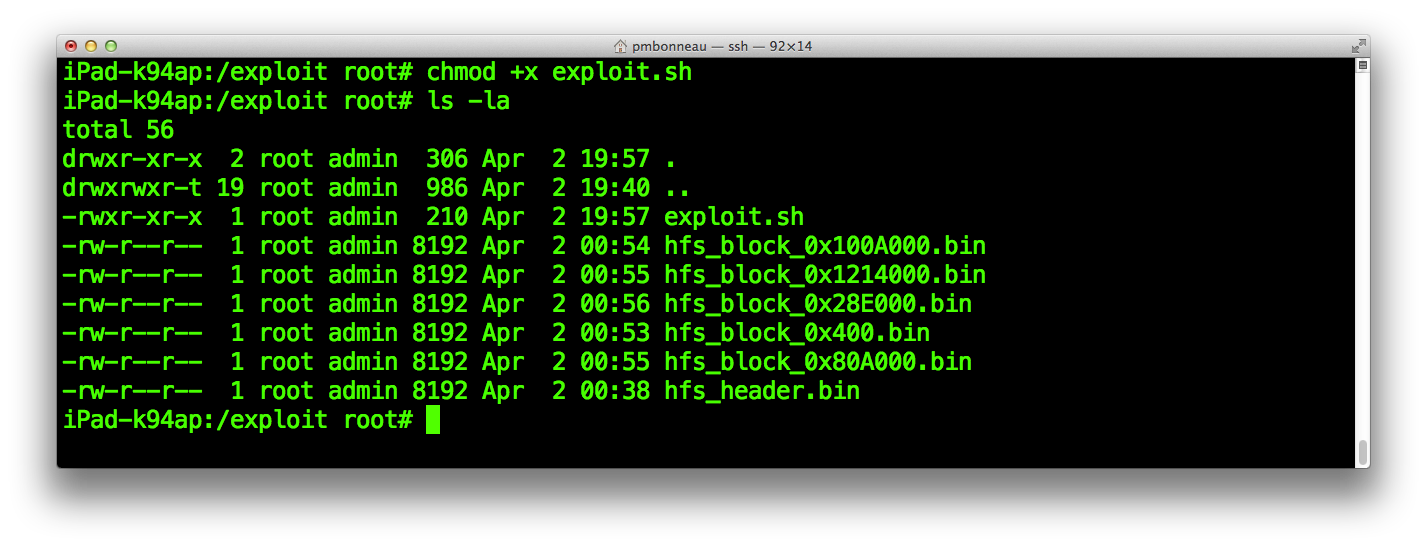 pmbonneau — ssh — 92×14
iPad-k94ap:/exploit root# chmod +x exploit.sh
iPad-k94ap:/exploit root# ls -la
total 56
drwxr-xr-x  2 root admin  306 Apr  2 19:57 .
drwxrwxr-t 19 root admin  986 Apr  2 19:40 ..
-rwxr-xr-x  1 root admin  210 Apr  2 19:57 exploit.sh
-rw-r--r--  1 root admin 8192 Apr  2 00:54 hfs_block_0x100A000.bin
-rw-r--r--  1 root admin 8192 Apr  2 00:55 hfs_block_0x1214000.bin
-rw-r--r--  1 root admin 8192 Apr  2 00:56 hfs_block_0x28E000.bin
-rw-r--r--  1 root admin 8192 Apr  2 00:53 hfs_block_0x400.bin
-rw-r--r--  1 root admin 8192 Apr  2 00:55 hfs_block_0x80A000.bin
-rw-r--r--  1 root admin 8192 Apr  2 00:38 hfs_header.bin
iPad-k94ap:/exploit root#